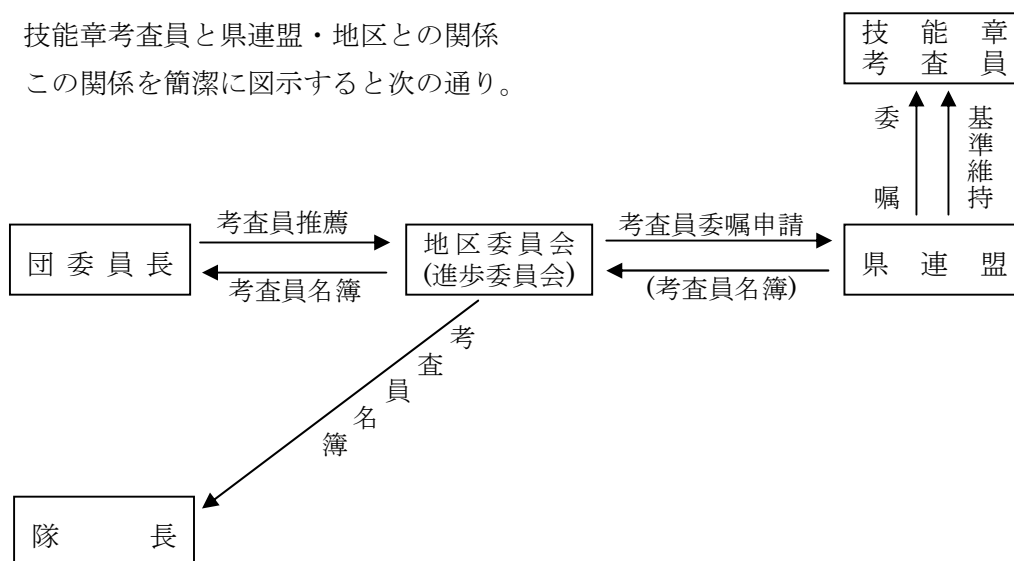 技能章考査員と県連盟・地区との関係
この関係を簡潔に図示すると次の通り。
技能章
考査員
委嘱
基準維持
考査員推薦
考査員委嘱申請
団委員長
地区委員会
(進歩委員会)
県連盟
考査員名簿
(考査員名簿)
考査員名簿
隊長